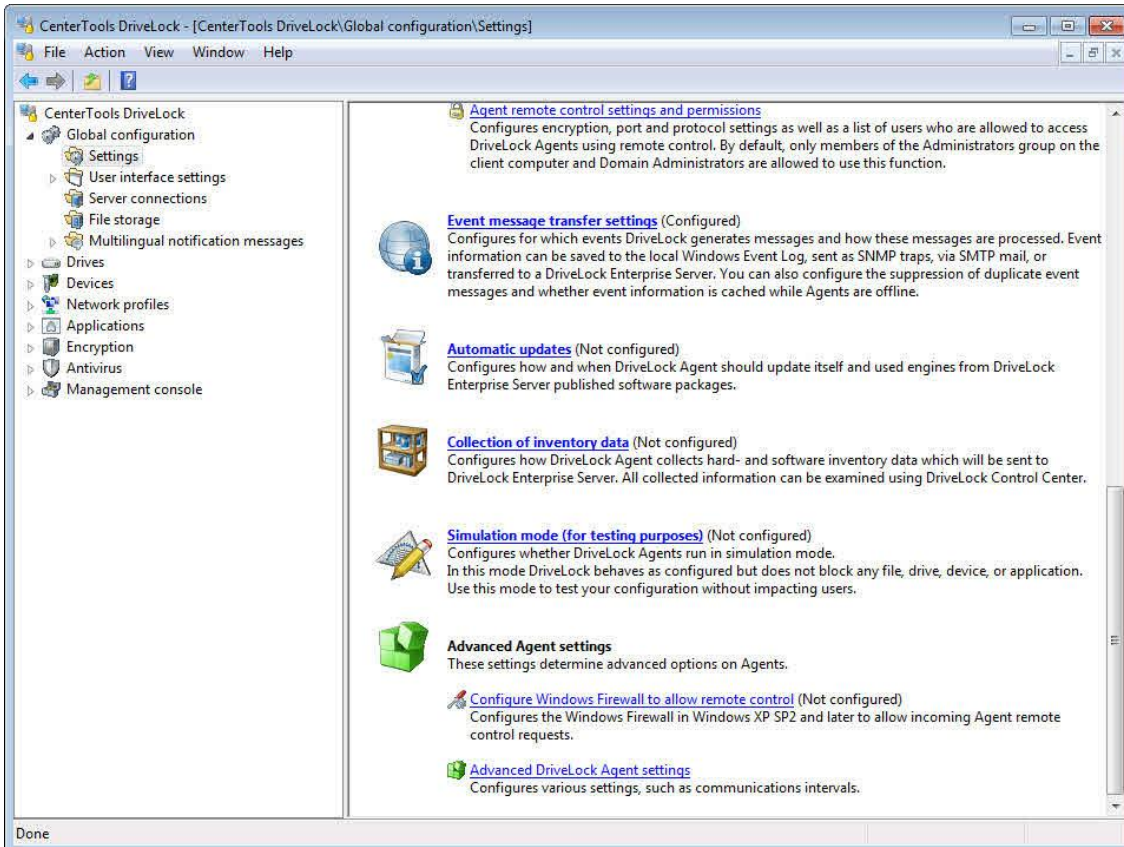 CenterTools DriveLock - [CenterTools DriveLock\Global configuration\Settings]
File Action View Window Help
CenterTools DriveLock
Global configuration
Settings
User interface settings
Server connections
File storage
Multilingual notification messages
Drives
Devices
Network profiles
Applications
Encryption
Antivirus
Management console
Agent remote control settings and permissions
Configures encryption, port and protocol settings as well as a list of users who are allowed to access
DriveLock Agents using remote control. By default, only members of the Administrators group on the
client computer and Domain Administrators are allowed to use this function.
Event message transfer settings (Configured)
Configures for which events DriveLock generates messages and how these messages are processed. Event
information can be saved to the local Windows Event Log, sent as SNMP traps, via SMTP mail, or
transferred to a DriveLock Enterprise Server. You can also configure the suppression of duplicate event
messages and whether event information is cached while Agents are offline.
Automatic updates (Not configured)
Configures how and when DriveLock Agent should update itself and used engines from DriveLock
Enterprise Server published software packages.
Collection of inventory data (Not configured)
Configures how DriveLock Agent collects hard- and software inventory data which will be sent to
DriveLock Enterprise Server. All collected information can be examined using DriveLock Control Center.
Simulation mode (for testing purposes) (Not configured)
Configures whether DriveLock Agents run in simulation mode.
In this mode DriveLock behaves as configured but does not block any file, drive, device, or application.
Use this mode to test your configuration without impacting users.
Advanced Agent settings
These settings determine advanced options on Agents.
Configure Windows Firewall to allow remote control (Not configured)
Configures the Windows Firewall in Windows XP SP2 and later to allow incoming Agent remote
control requests.
Advanced DriveLock Agent settings
Configures various settings, such as communications intervals.
Done